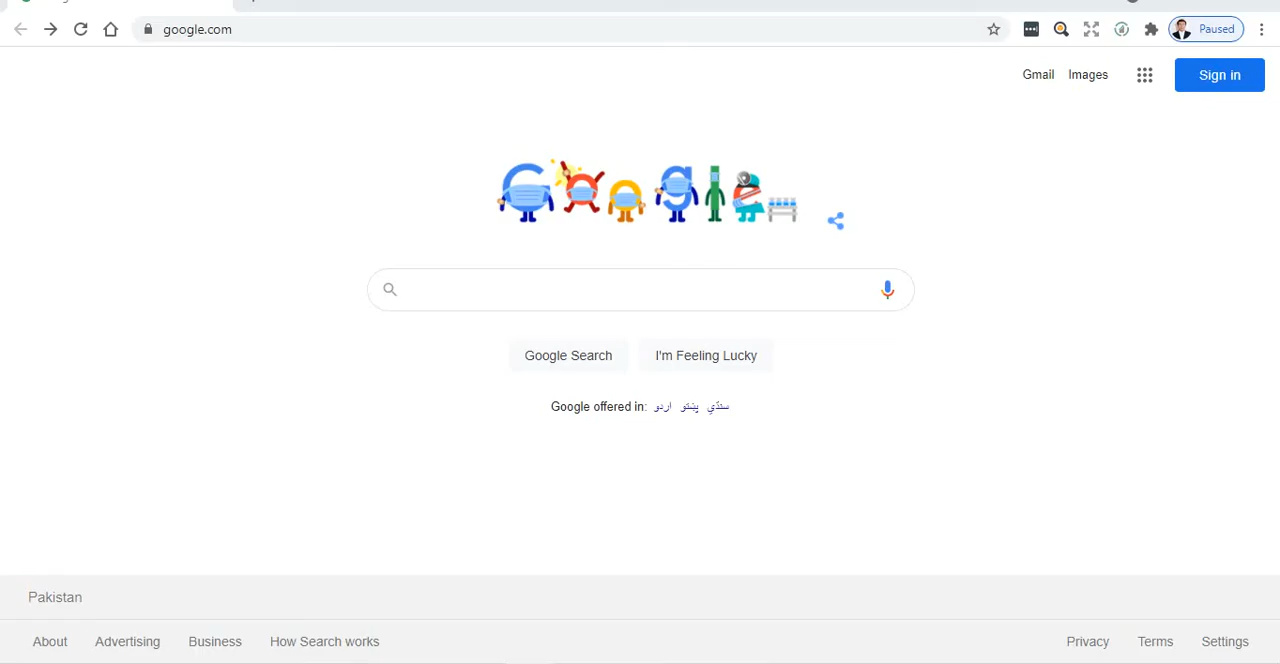 google.com
Paused
Gmail Images
Sign in
Google
Google Search I'm Feeling Lucky
Google offered in: اردو پښتو سنڌي
Pakistan
About Advertising Business How Search works Privacy Terms Settings